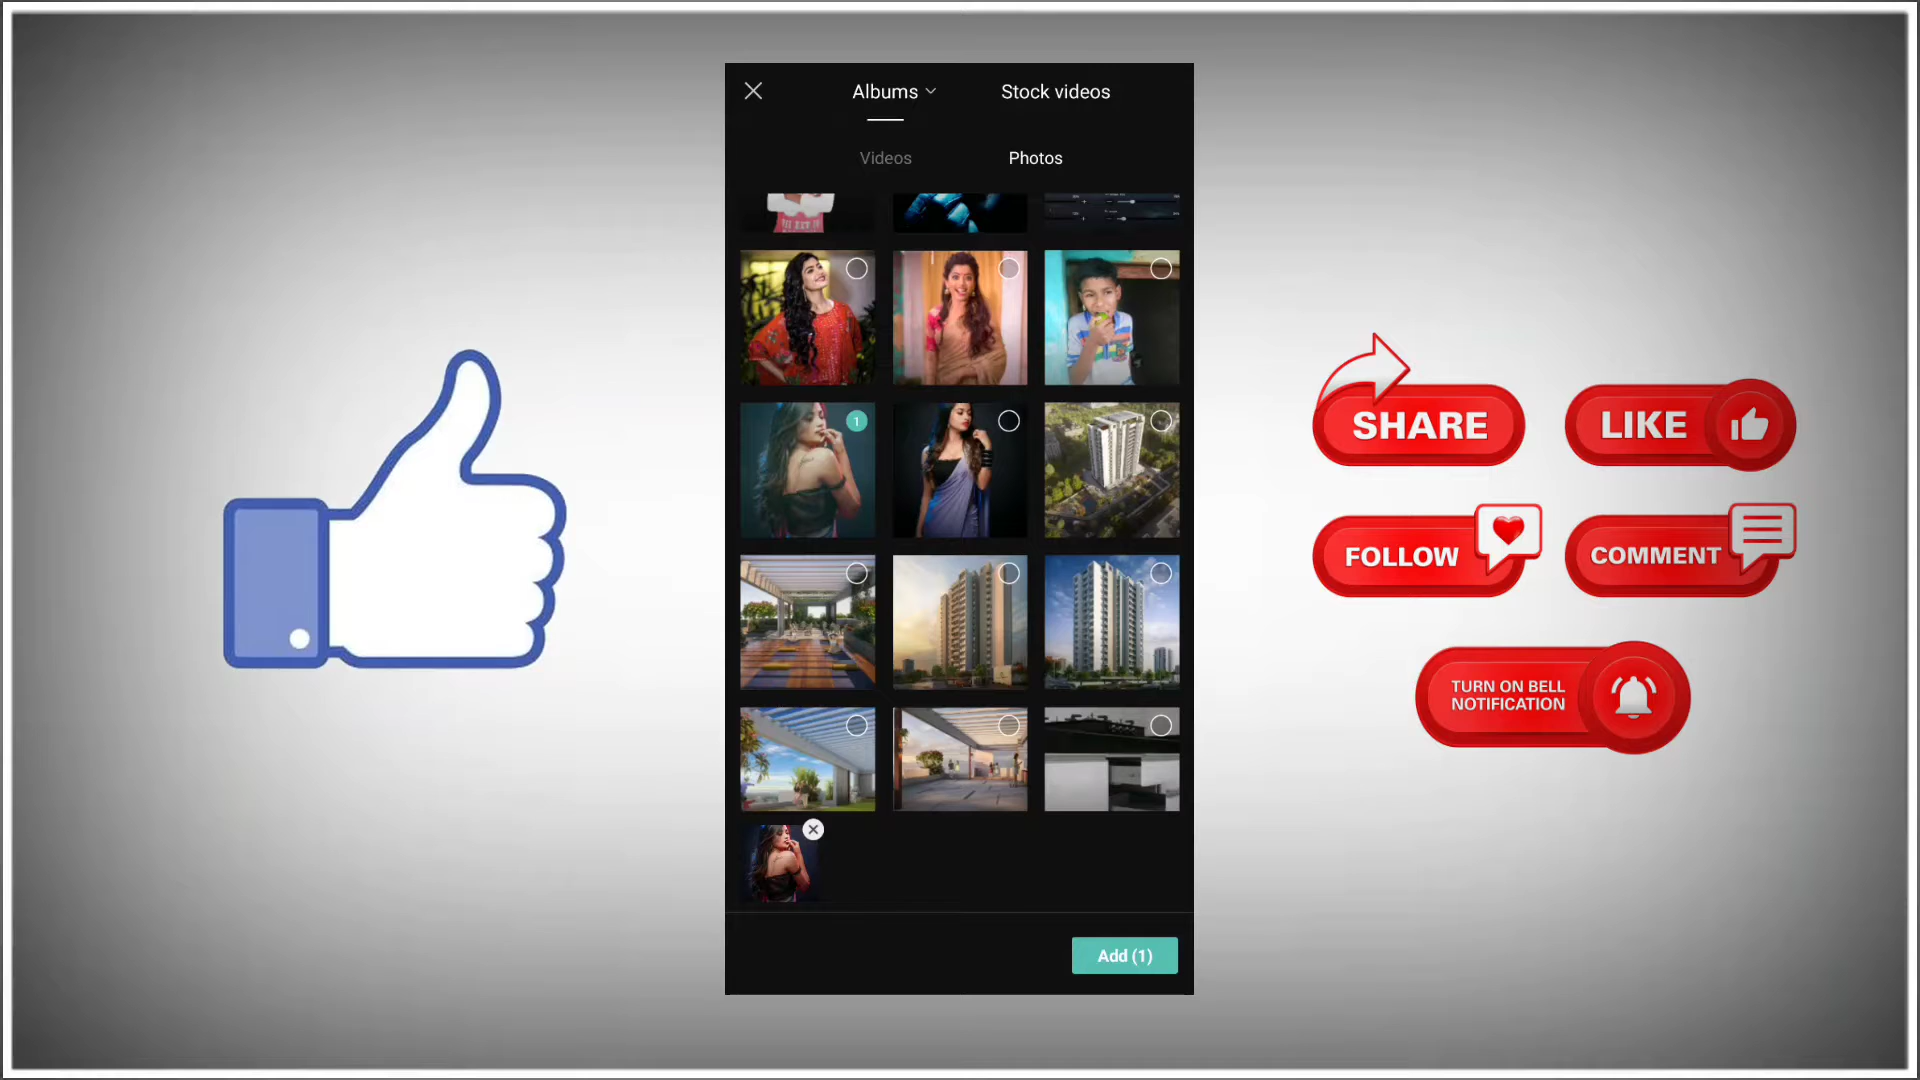 Albums
Stock videos
Videos
Photos
1
Add (1)
SHARE
LIKE
FOLLOW
COMMENT
TURN ON BELL
NOTIFICATION